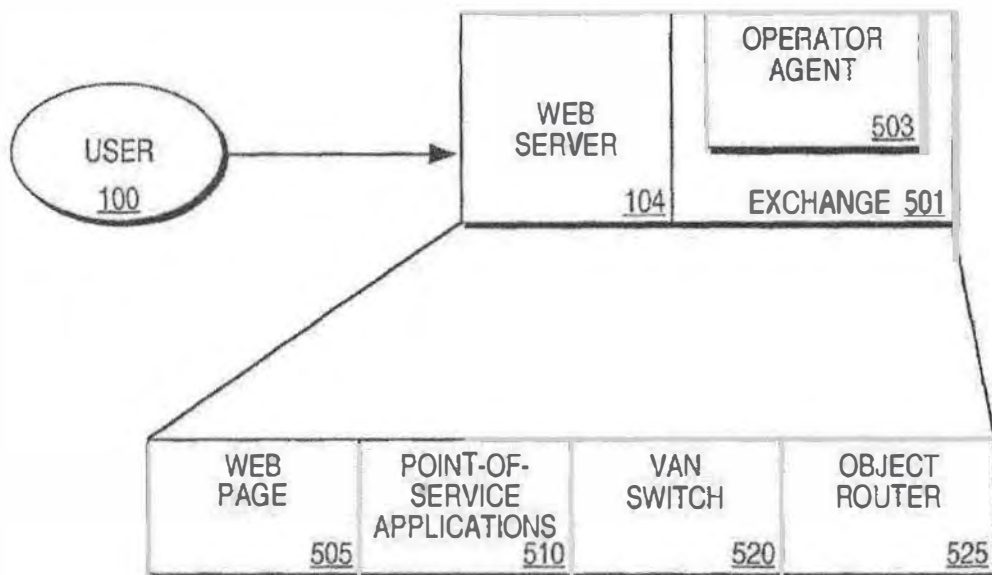 USER
100
WEB
SERVER
104
OPERATOR
AGENT
503
EXCHANGE 501
WEB
PAGE
505
POINT-OF-
SERVICE
APPLICATIONS
510
VAN
SWITCH
520
OBJECT
ROUTER
525